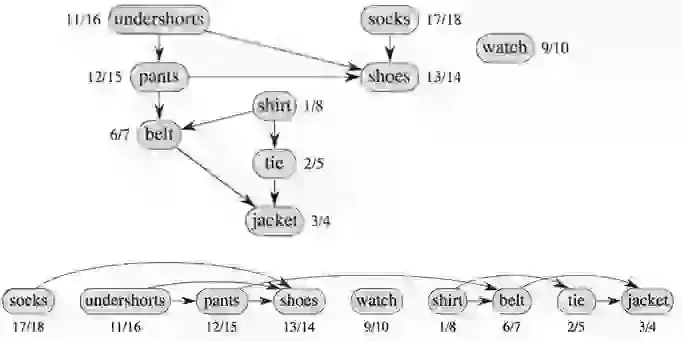 11/16 undershorts socks 17/18
watch 9/10
12/15 pants shoes 13/14
shirt 1/8
6/7 belt
tie 2/5
jacket 3/4
socks undershorts pants shoes watch shirt belt tie jacket
17/18 11/16 12/15 13/14 9/10 1/8 6/7 2/5 3/4